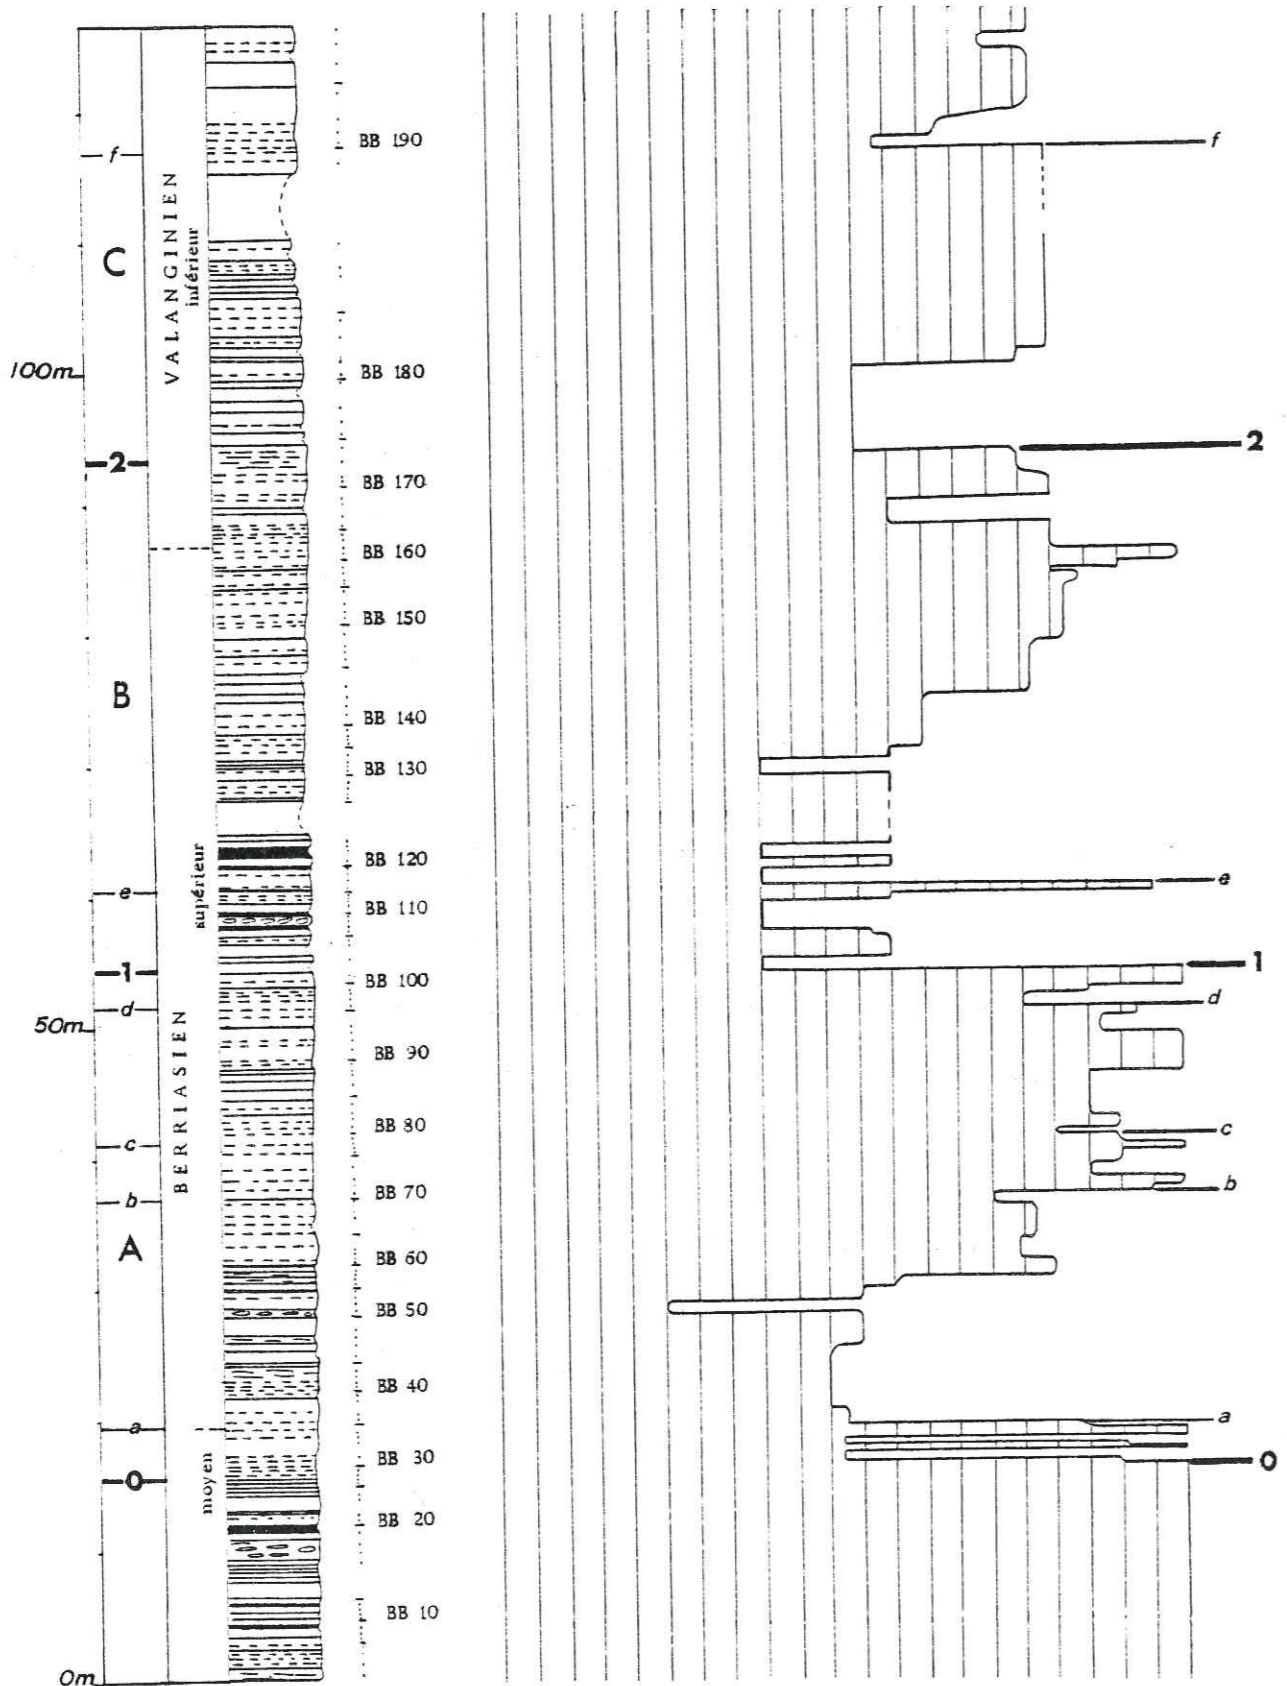 BB 190
f
f
C
VALANGINIEN
inférieur
100m
BB 180
2
2
BB 170
BB 160
BB 150
B
BB 140
BB 130
supérieur
BB 120
e
e
BB 110
1
1
BB 100
d
d
50m
BB 90
BERRIASIEN
BB 80
c
c
BB 70
b
b
A
BB 60
BB 50
BB 40
a
a
moyen
BB 30
0
0
BB 20
BB 10
0m